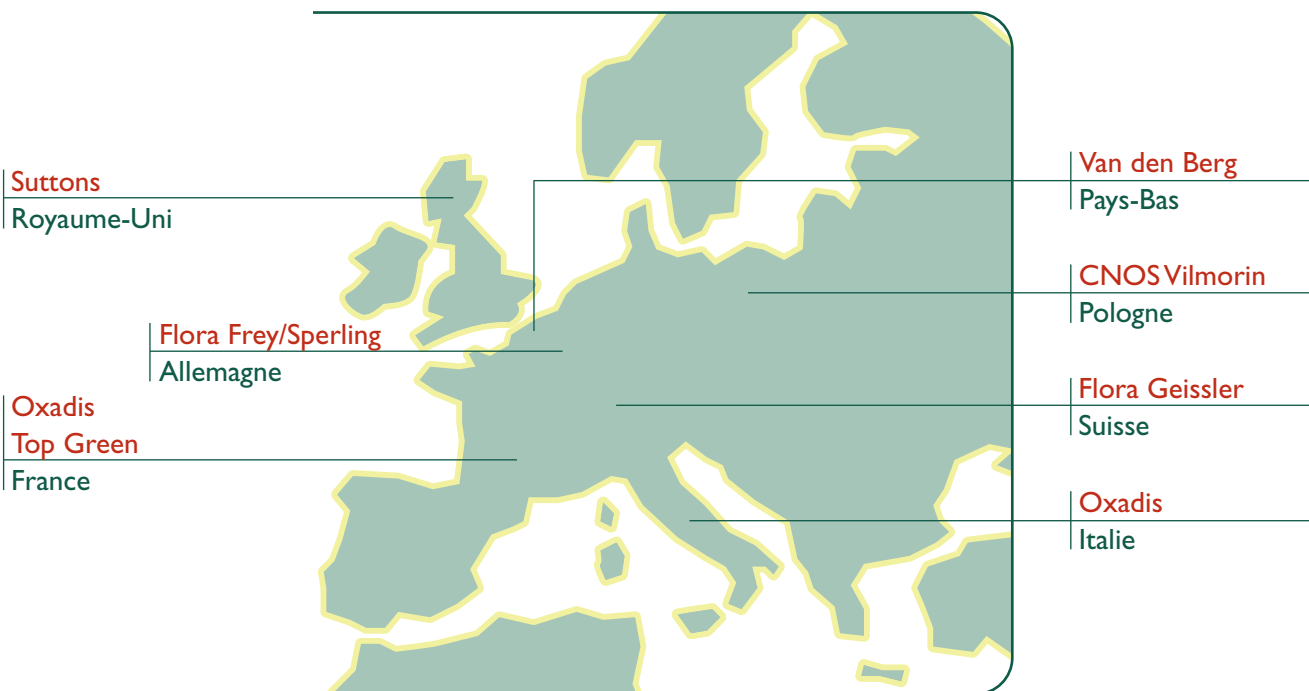 Suttons
Royaume-Uni
Flora Frey/Sperling
Allemagne
Oxadis
Top Green
France
Van den Berg
Pays-Bas
CNOS Vilmorin
Pologne
Flora Geissler
Suisse
Oxadis
Italie